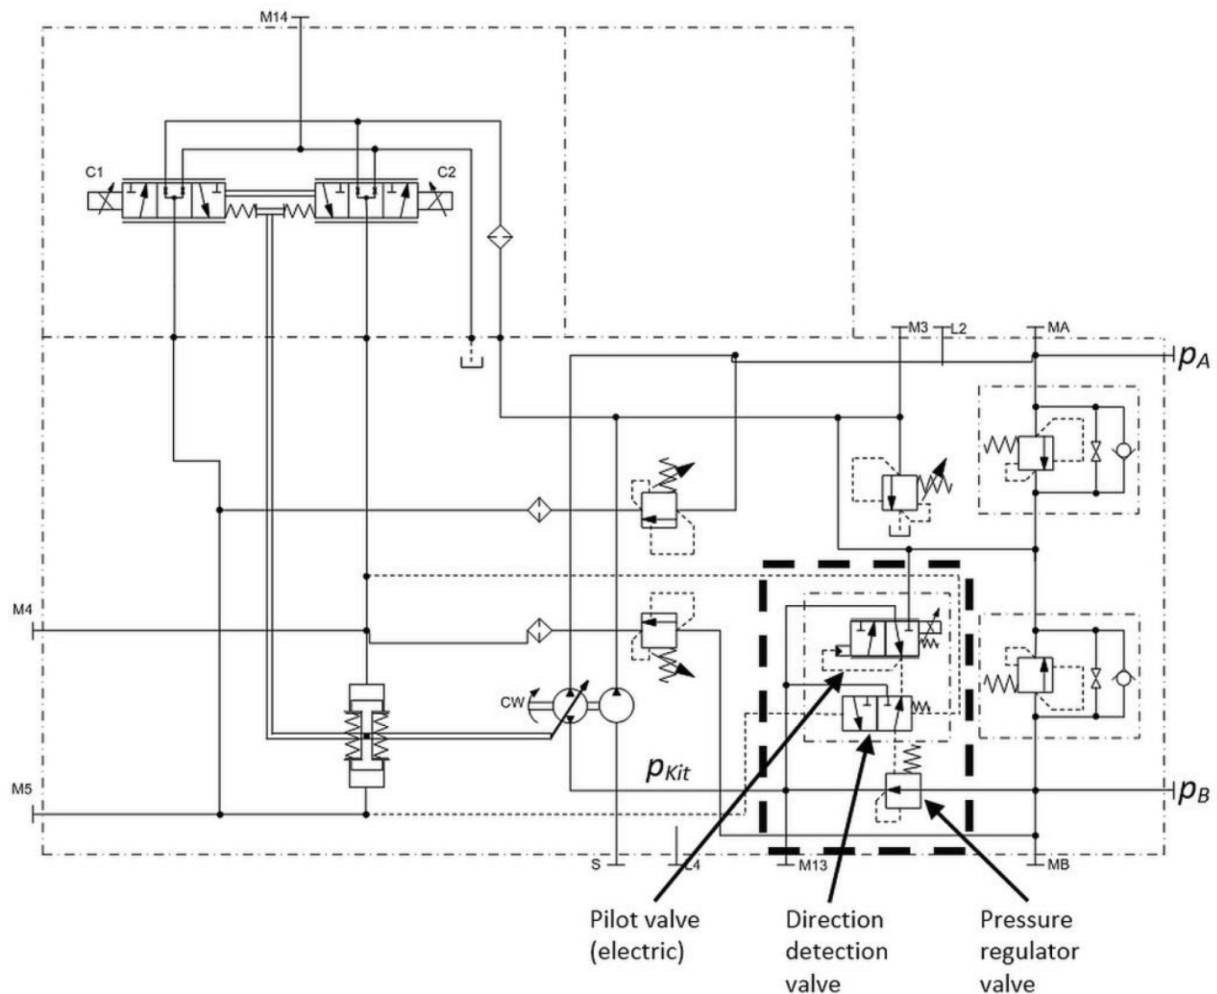 M14
C1
C2
M3
L2
MA
pA
M4
CW
pKit
M5
pB
S
L4
M13
MB
Pilot valve
(electric)
Direction
detection
valve
Pressure
regulator
valve